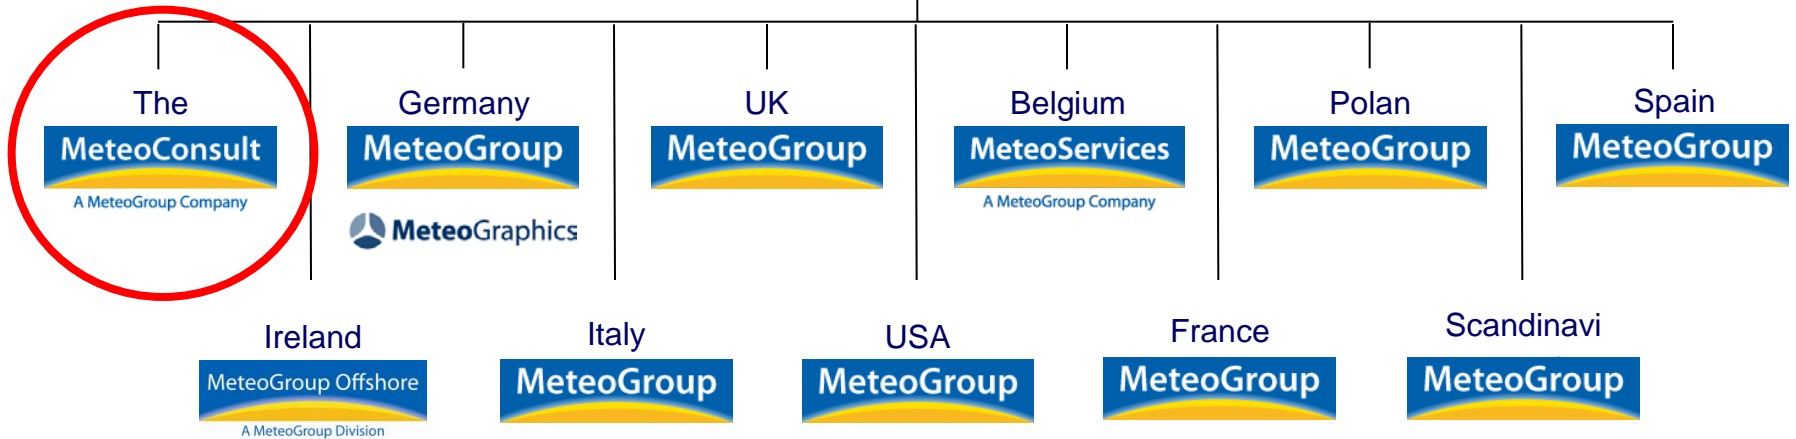 The
Germany
UK
Belgium
Polan
Spain
MeteoConsult
MeteoGroup
MeteoGroup
MeteoServices
MeteoGroup
MeteoGroup
A MeteoGroup Company
A MeteoGroup Company
MeteoGraphics
Ireland
Italy
USA
France
Scandinavi
MeteoGroup Offshore
MeteoGroup
MeteoGroup
MeteoGroup
MeteoGroup
A MeteoGroup Division